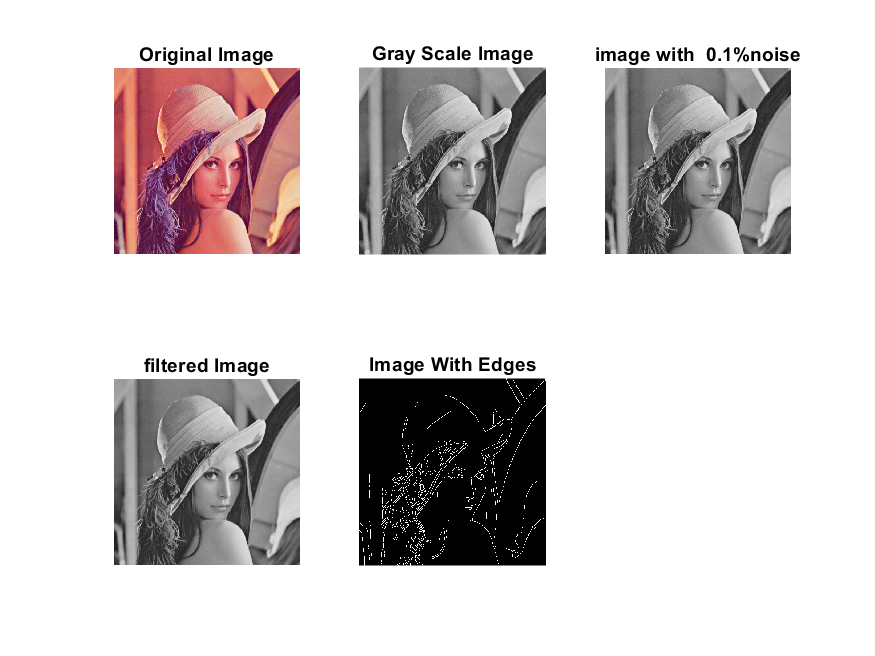 Original Image
Gray Scale Image
image with  0.1%noise
filtered Image
Image With Edges